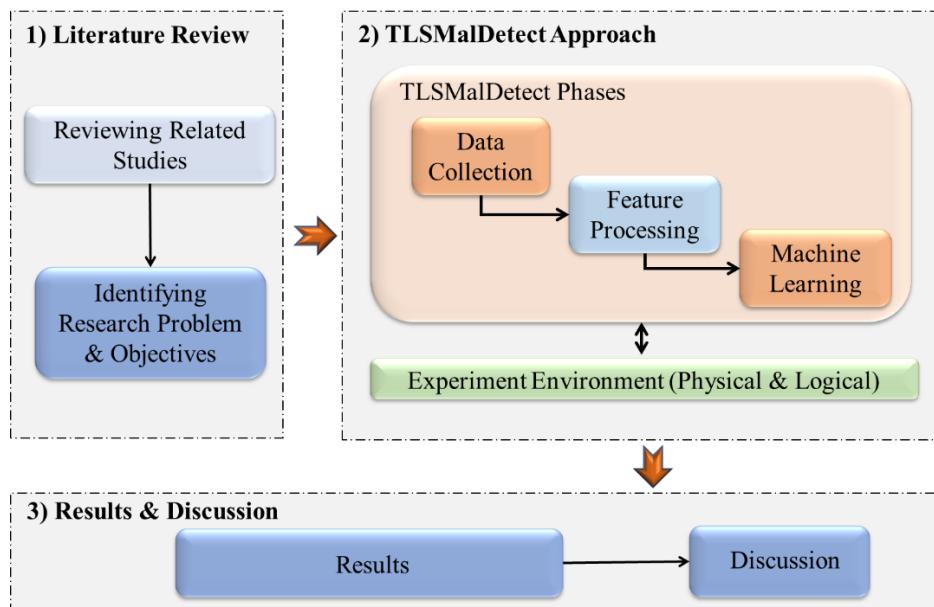 1) Literature Review
Reviewing Related
Studies
Identifying
Research Problem
& Objectives
2) TLSMalDetect Approach
TLSMalDetect Phases
Data
Collection
Feature
Processing
Machine
Learning
Experiment Environment (Physical & Logical)
3) Results & Discussion
Results
Discussion